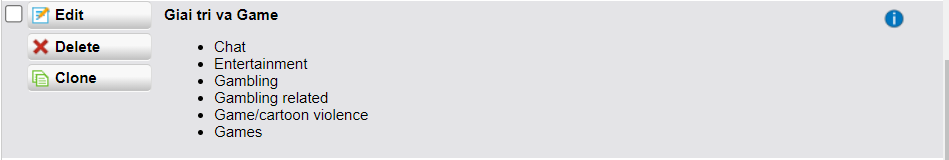 Edit
Giai tri va Game
Delete
Clone
Chat
Entertainment
Gambling
Gambling related
Game/cartoon violence
Games